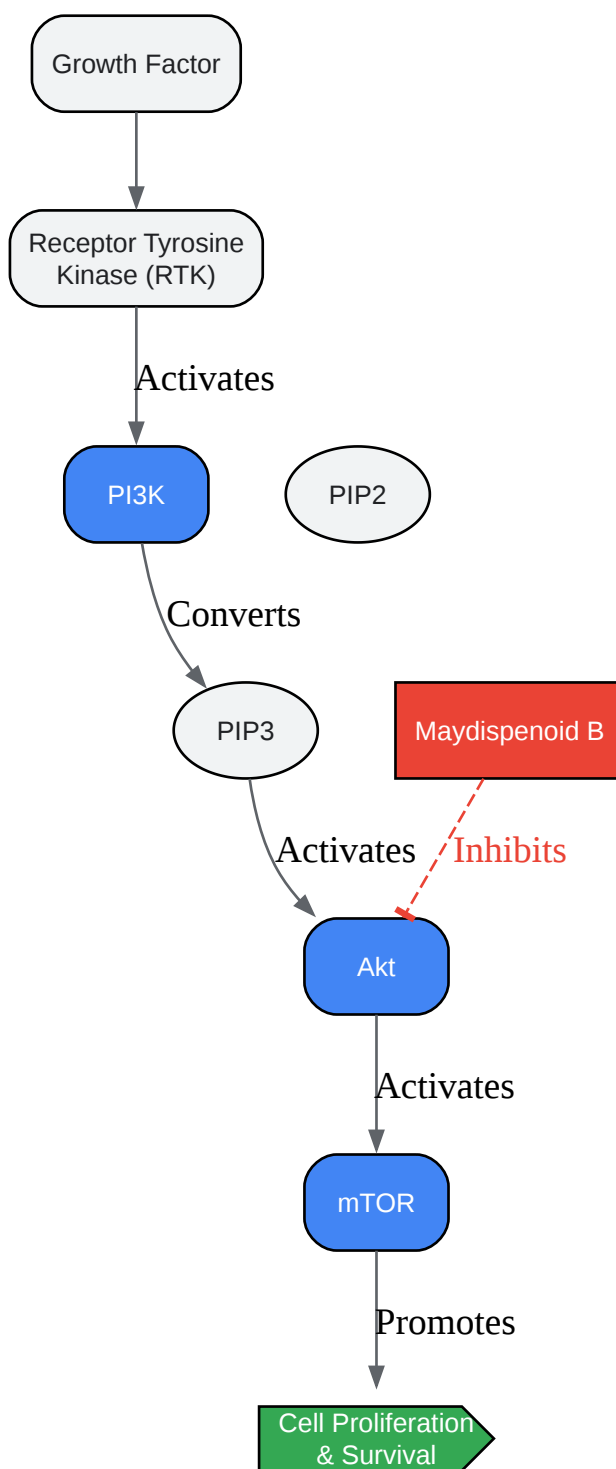 Growth Factor
Receptor Tyrosine
Kinase (RTK)
Activates
PI3K
PIP2
Converts
PIP3
Maydispenoid B
Activates
Inhibits
Akt
Activates
mTOR
Promotes
Cell Proliferation
& Survival